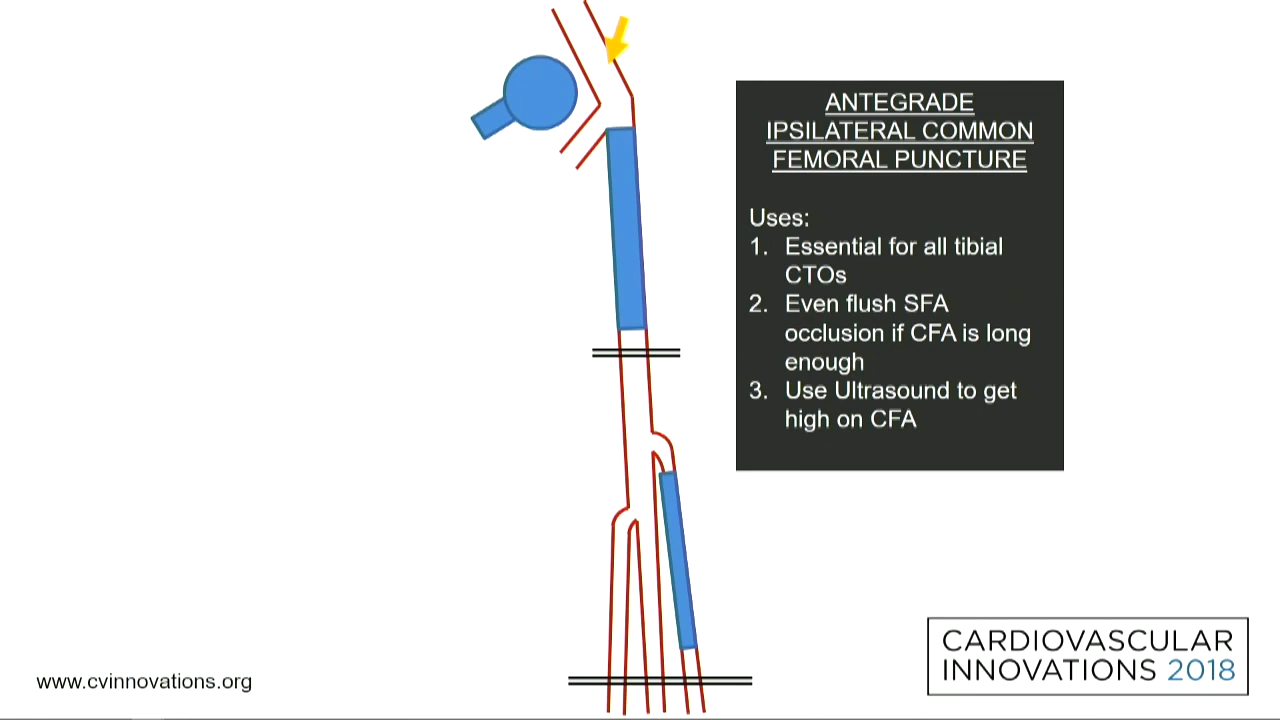 ANTEGRADE
IPSILATERAL COMMON
FEMORAL PUNCTURE
Uses:
1. Essential for all tibial
CTOs
2. Even flush SFA
occlusion if CFA is long
enough
3. Use Ultrasound to get
high on CFA
www.cvinnovations.org
CARDIOVASCULAR
INNOVATIONS 2018